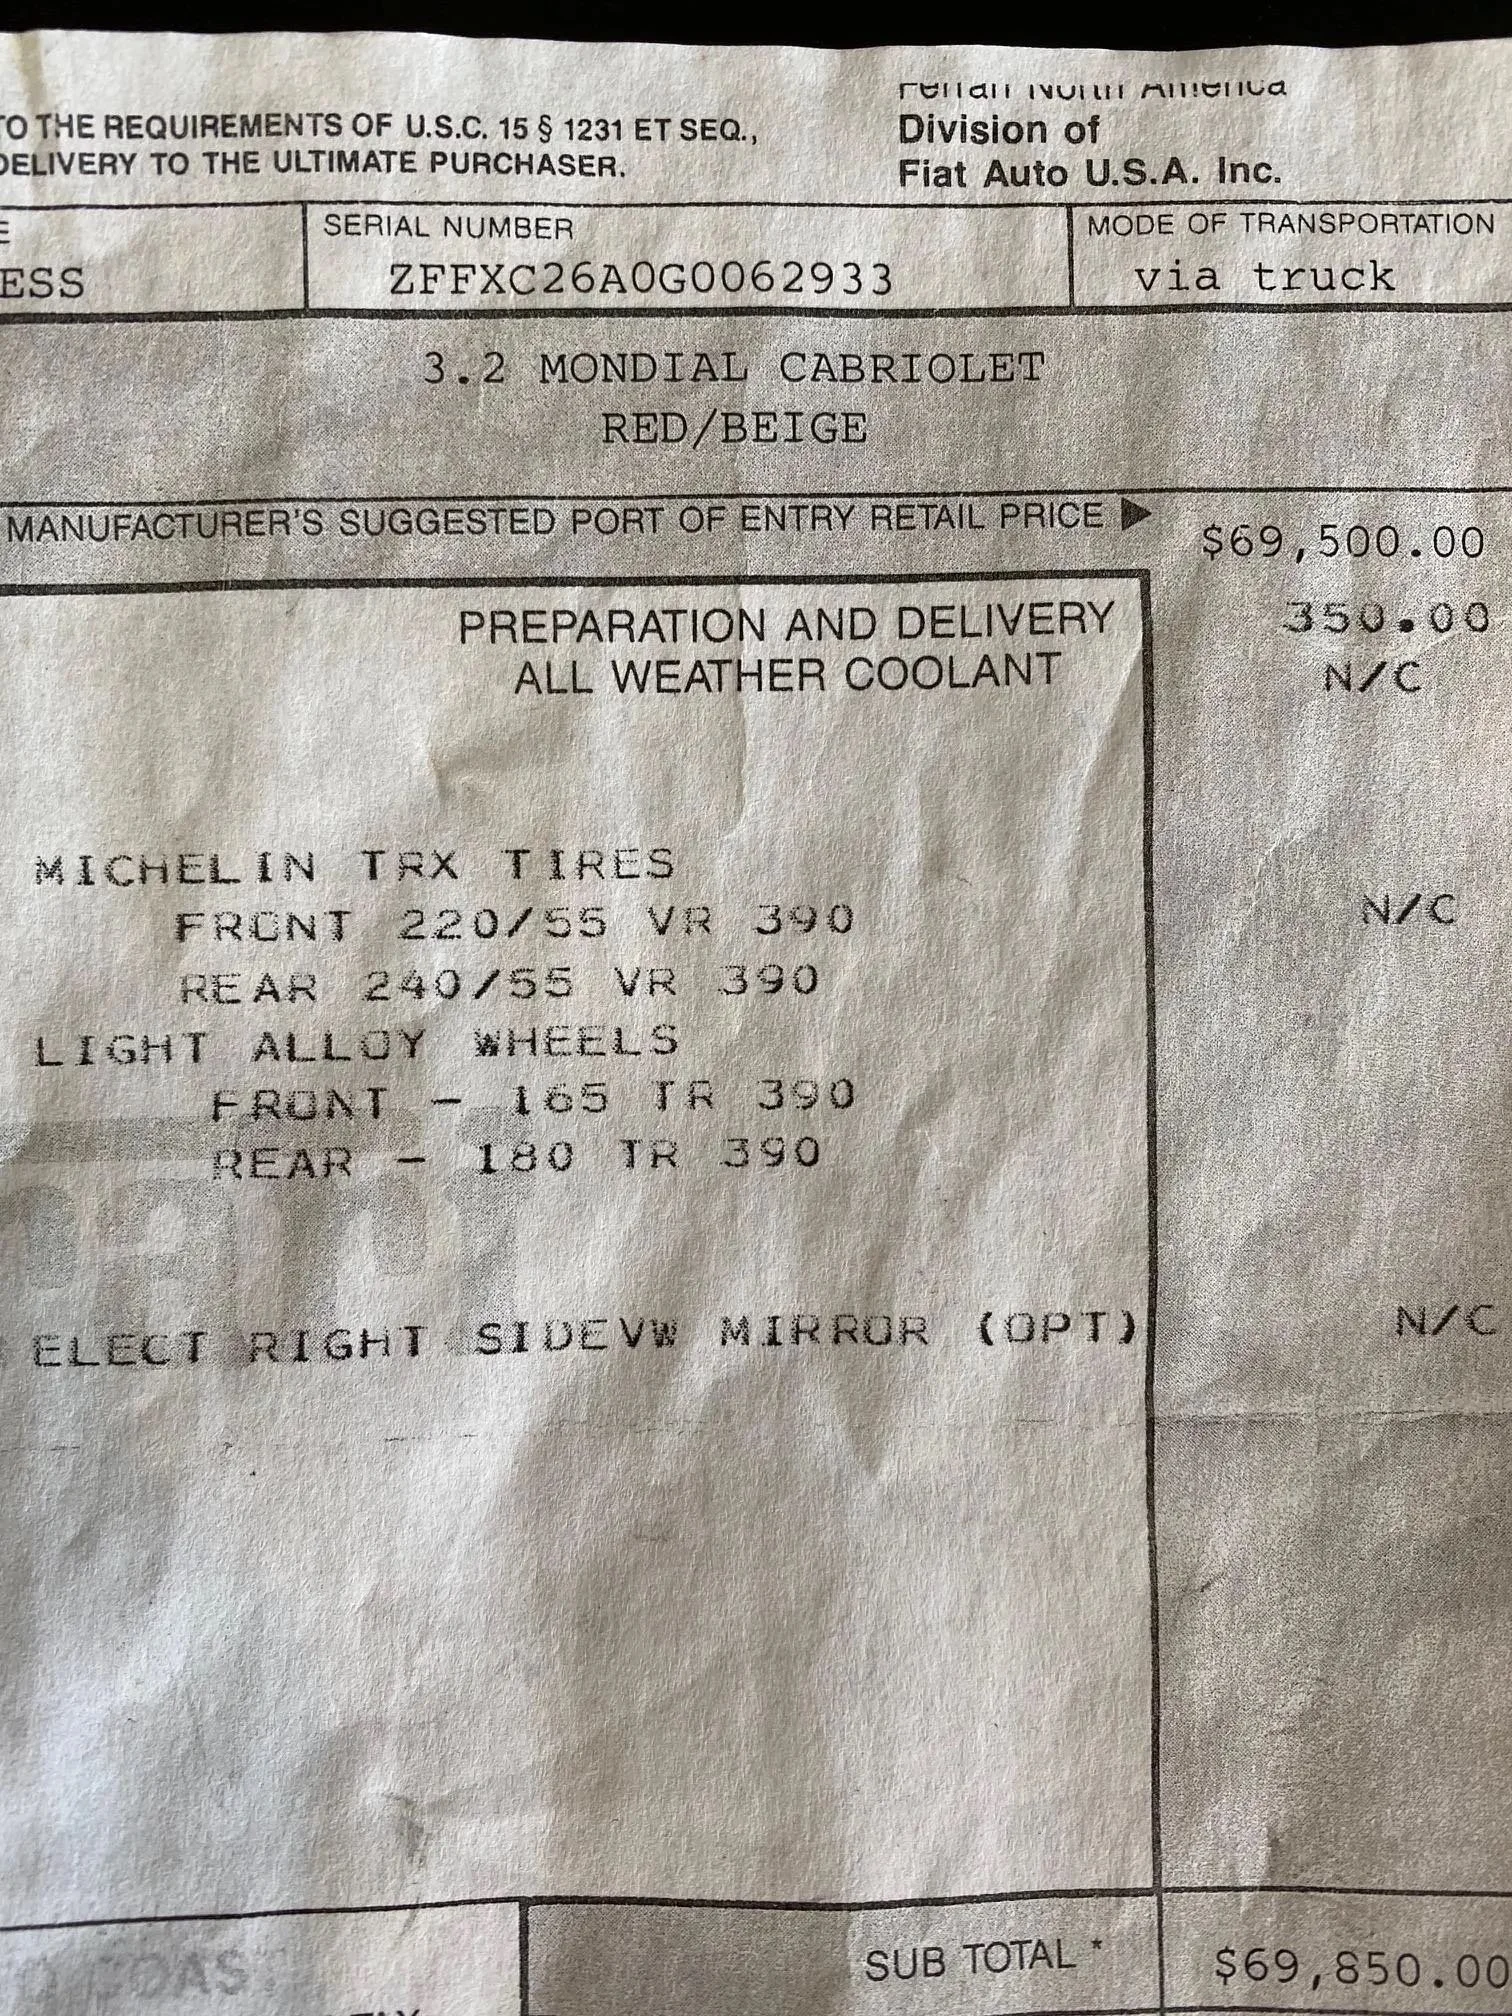 Ferrari North America
TO THE REQUIREMENTS OF U.S.C. 15 § 1231 ET SEQ.,
DELIVERY TO THE ULTIMATE PURCHASER.
Division of
Fiat Auto U.S.A. Inc.
E
ESS
SERIAL NUMBER
ZFFXC26A0G0062933
MODE OF TRANSPORTATION
via truck
3.2 MONDIAL CABRIOLET
RED/BEIGE
MANUFACTURER'S SUGGESTED PORT OF ENTRY RETAIL PRICE ▶ $69,500.00
PREPARATION AND DELIVERY 350.00
ALL WEATHER COOLANT N/C
MICHELIN TRX TIRES
FRONT 220/55 VR 390 N/C
REAR 240/55 VR 390
LIGHT ALLOY WHEELS
FRONT - 165 TR 390
REAR - 180 TR 390
ELECT RIGHT SIDEVW MIRROR (OPT) N/C
SUB TOTAL * $69,850.00